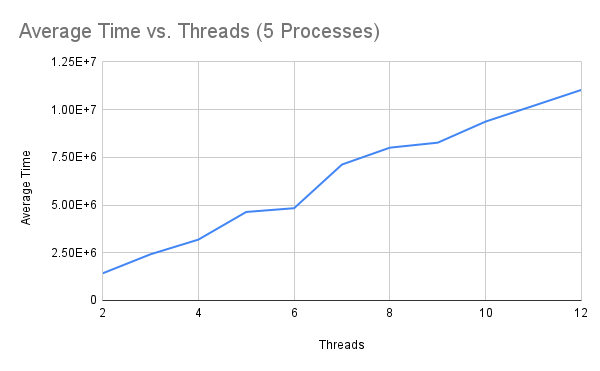 Average Time vs. Threads (5 Processes)
1.25E+7
1.00E+7
7.50E+6
5.00E+6
2.50E+6
0
Average Time
2 4 6 8 10 12
Threads